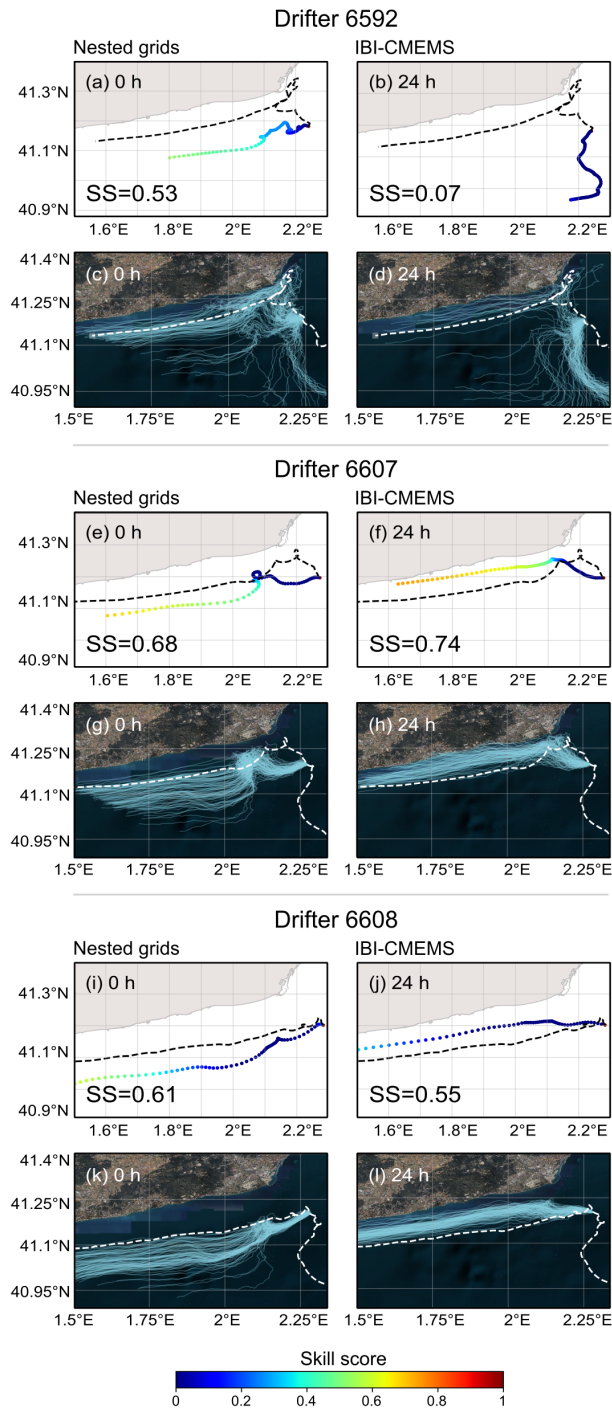 Drifter 6592
Nested grids IBI-CMEMS
(a) 0 h (b) 24 h
41.3°N
41.1°N
40.9°N
SS=0.53 SS=0.07
1.6°E 1.8°E 2°E 2.2°E 1.6°E 1.8°E 2°E 2.2°E
(c) 0 h (d) 24 h
41.4°N
41.25°N
41.1°N
40.95°N
1.5°E 1.75°E 2°E 2.25°E 1.5°E 1.75°E 2°E 2.25°E
Drifter 6607
Nested grids IBI-CMEMS
(e) 0 h (f) 24 h
41.3°N
41.1°N
40.9°N
SS=0.68 SS=0.74
1.6°E 1.8°E 2°E 2.2°E 1.6°E 1.8°E 2°E 2.2°E
(g) 0 h (h) 24 h
41.4°N
41.25°N
41.1°N
40.95°N
1.5°E 1.75°E 2°E 2.25°E 1.5°E 1.75°E 2°E 2.25°E
Drifter 6608
Nested grids IBI-CMEMS
(i) 0 h (j) 24 h
41.3°N
41.1°N
40.9°N
SS=0.61 SS=0.55
1.6°E 1.8°E 2°E 2.2°E 1.6°E 1.8°E 2°E 2.2°E
(k) 0 h (l) 24 h
41.4°N
41.25°N
41.1°N
40.95°N
1.5°E 1.75°E 2°E 2.25°E 1.5°E 1.75°E 2°E 2.25°E
Skill score
0 0.2 0.4 0.6 0.8 1